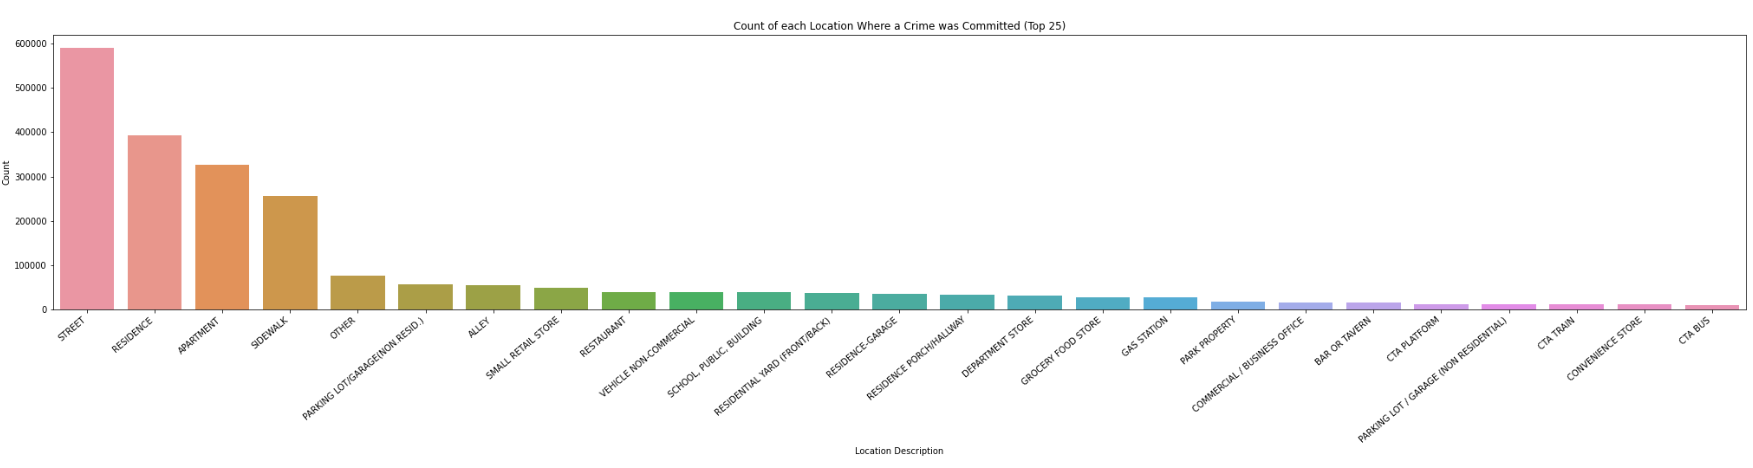 Count of each Location Where a Crime was Committed (Top 25)
Count
600000
500000
400000
300000
200000
100000
0
STREET
RESIDENCE
APARTMENT
SIDEWALK
OTHER
PARKING LOT/GARAGE(NON.RESID.)
ALLEY
SMALL RETAIL STORE
RESTAURANT
VEHICLE NON-COMMERCIAL
SCHOOL, PUBLIC, BUILDING
RESIDENTIAL YARD (FRONT/BACK)
RESIDENCE-GARAGE
RESIDENCE PORCH/HALLWAY
DEPARTMENT STORE
GROCERY FOOD STORE
GAS STATION
PARK PROPERTY
COMMERCIAL / BUSINESS OFFICE
BAR OR TAVERN
CTA PLATFORM
PARKING LOT / GARAGE (NON RESIDENTIAL)
CTA TRAIN
CONVENIENCE STORE
CTA BUS
Location Description